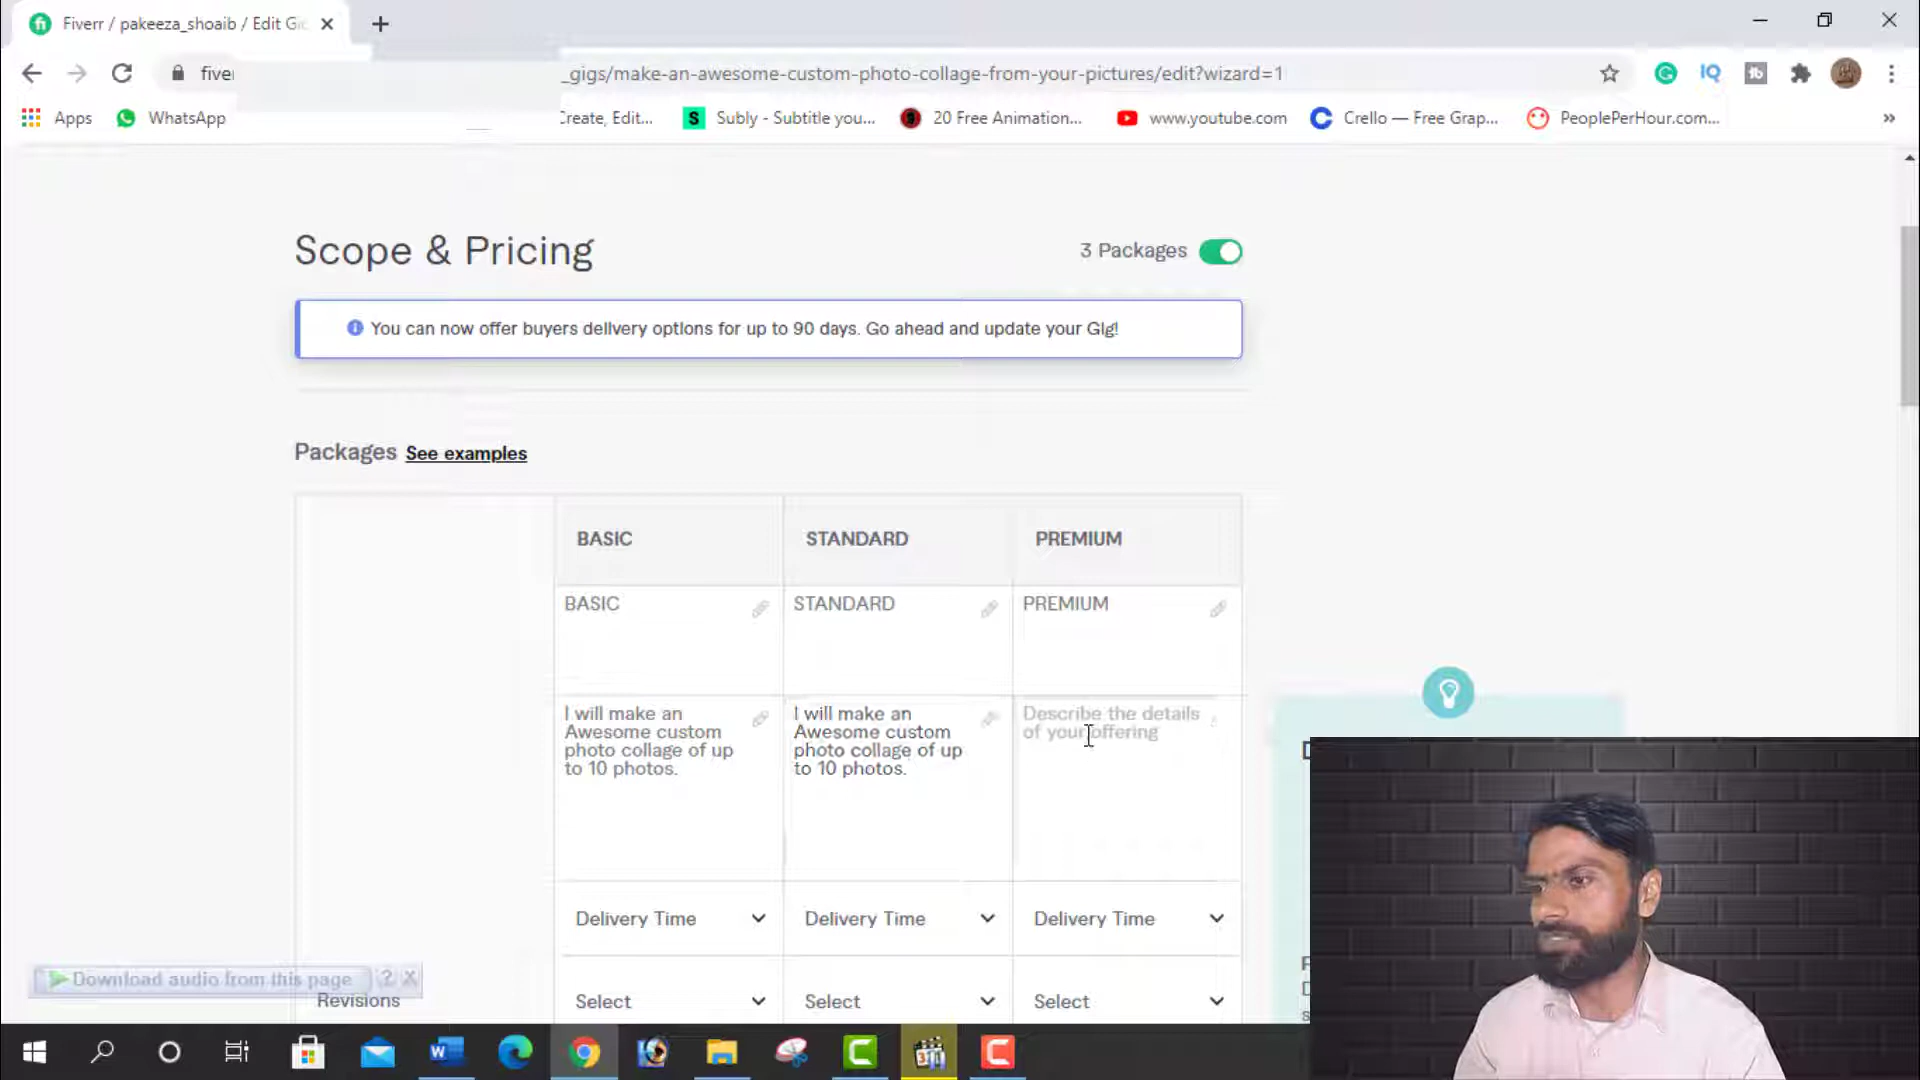 Fiverr / pakeeza_shoaib / Edit Gi
_gigs/make-an-awesome-custom-photo-collage-from-your-pictures/edit?wizard=1
Apps
WhatsApp
Create, Edit...
Subly - Subtitle you...
20 Free Animation...
www.youtube.com
Crello — Free Grap...
PeoplePerHour.com...
»
Scope & Pricing
3 Packages
You can now offer buyers delivery options for up to 90 days. Go ahead and update your Gig!
Packages See examples
BASIC STANDARD PREMIUM
BASIC STANDARD PREMIUM
I will make an
Awesome custom
photo collage of up
to 10 photos.
I will make an
Awesome custom
photo collage of up
to 10 photos.
Describe the details
of your offering
Delivery Time Delivery Time Delivery Time
Download audio from this page ? X
Revisions
Select Select Select